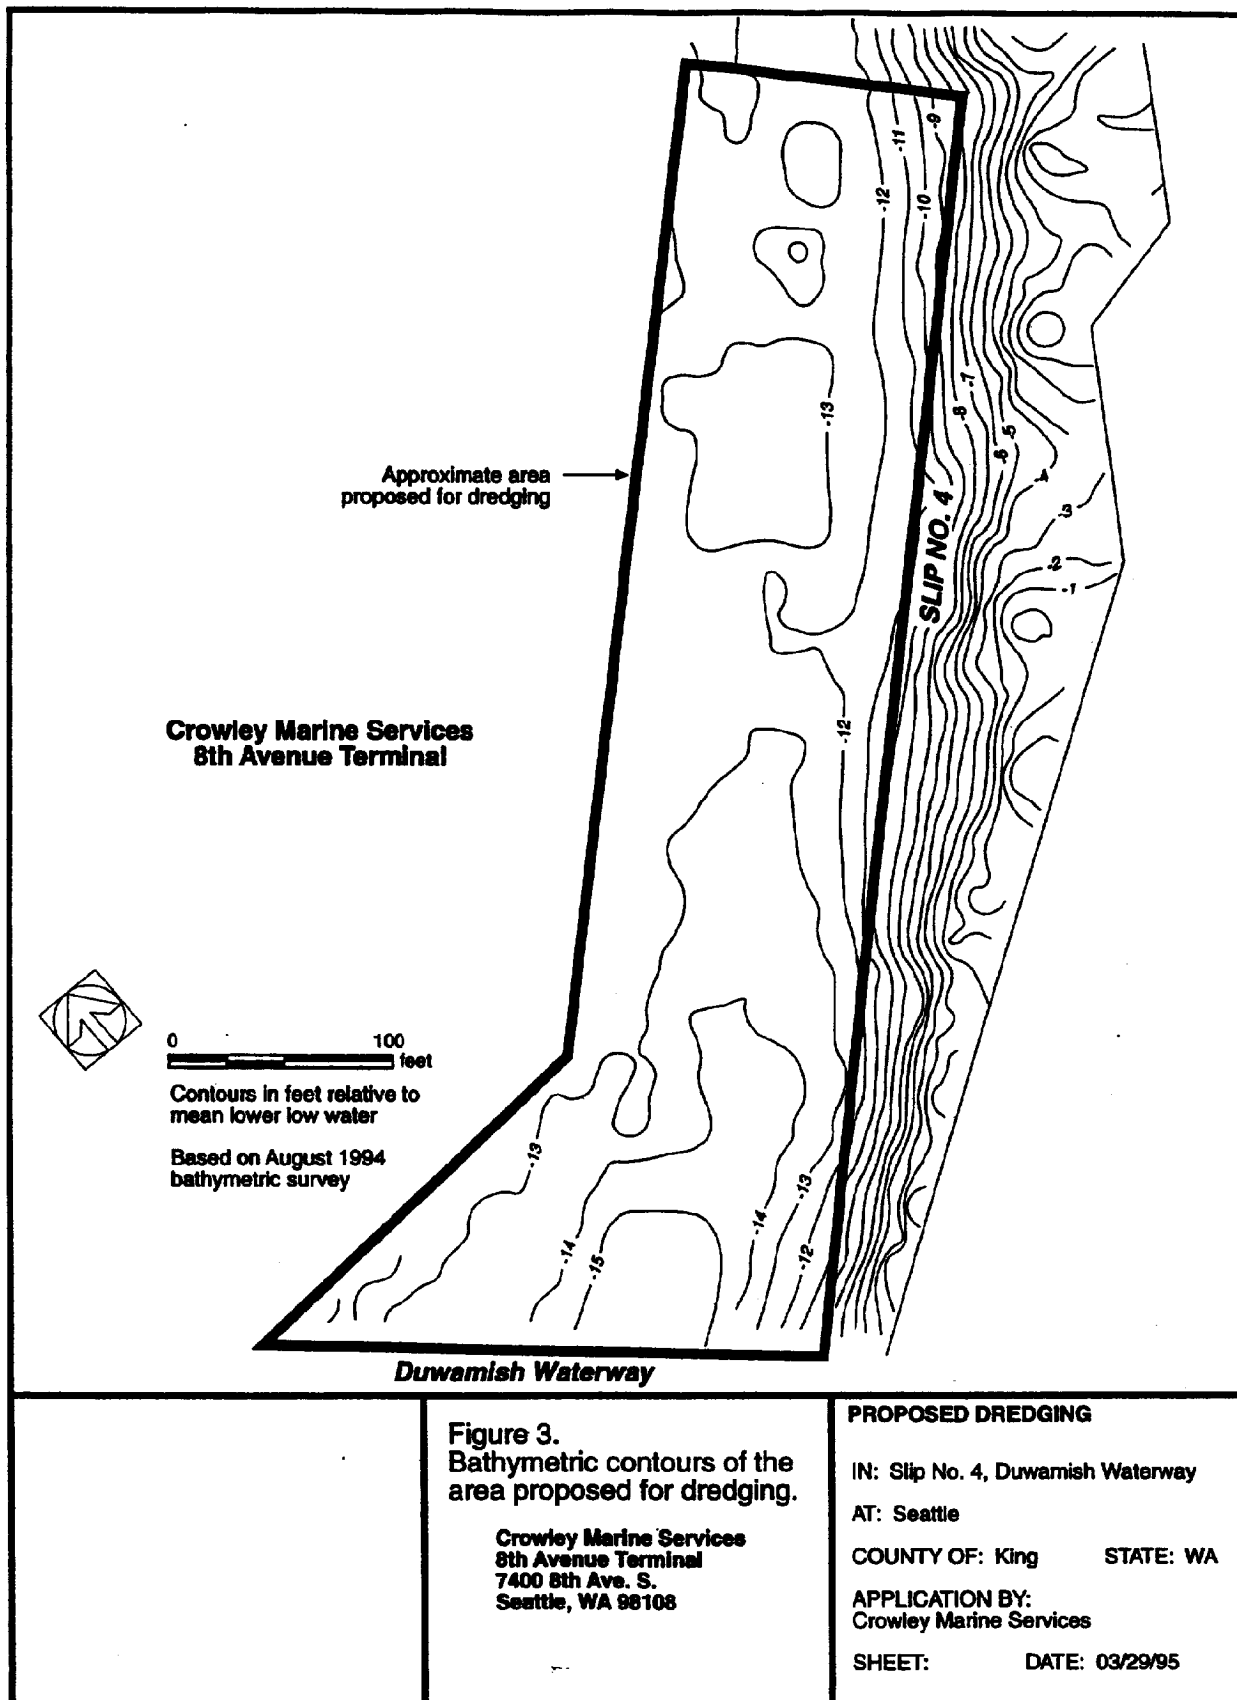 -9
-11
-12
-10
-7
-8
-13
-5
-6
-4
Approximate area
proposed for dredging
-3
SLIP NO. 4
-2
-1
Crowley Marine Services
8th Avenue Terminal
-12
0 100
feet
Contours in feet relative to
mean lower low water
Based on August 1994
bathymetric survey
-13
-13
-14
-14
-12
-15
Duwamish Waterway
Figure 3.
Bathymetric contours of the
area proposed for dredging.
Crowley Marine Services
8th Avenue Terminal
7400 8th Ave. S.
Seattle, WA 98108
PROPOSED DREDGING
IN: Slip No. 4, Duwamish Waterway
AT: Seattle
COUNTY OF: King STATE: WA
APPLICATION BY:
Crowley Marine Services
SHEET: DATE: 03/29/95